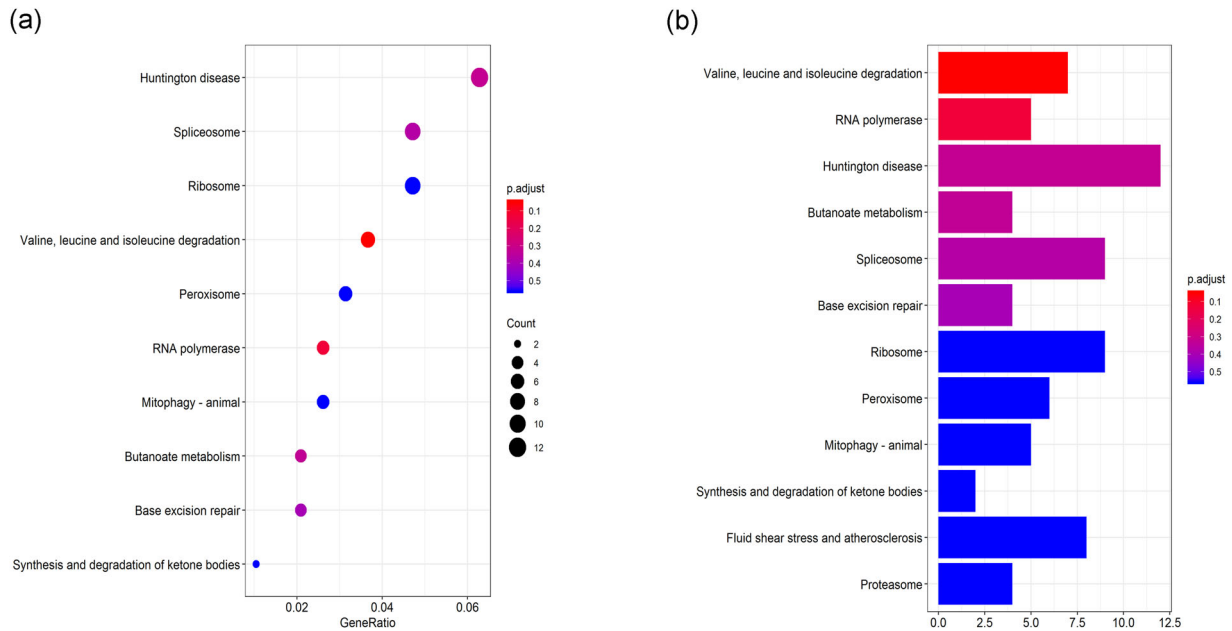 (a)
Huntington disease
Spliceosome
Ribosome
Valine, leucine and isoleucine degradation
Peroxisome
RNA polymerase
Mitophagy - animal
Butanoate metabolism
Base excision repair
Synthesis and degradation of ketone bodies
0.02 0.04 0.06
GeneRatio
p.adjust
0.1
0.2
0.3
0.4
0.5
Count
2
4
6
8
10
12
(b)
Valine, leucine and isoleucine degradation
RNA polymerase
Huntington disease
Butanoate metabolism
Spliceosome
Base excision repair
Ribosome
Peroxisome
Mitophagy - animal
Synthesis and degradation of ketone bodies
Fluid shear stress and atherosclerosis
Proteasome
0.0 2.5 5.0 7.5 10.0 12.5
p.adjust
0.1
0.2
0.3
0.4
0.5